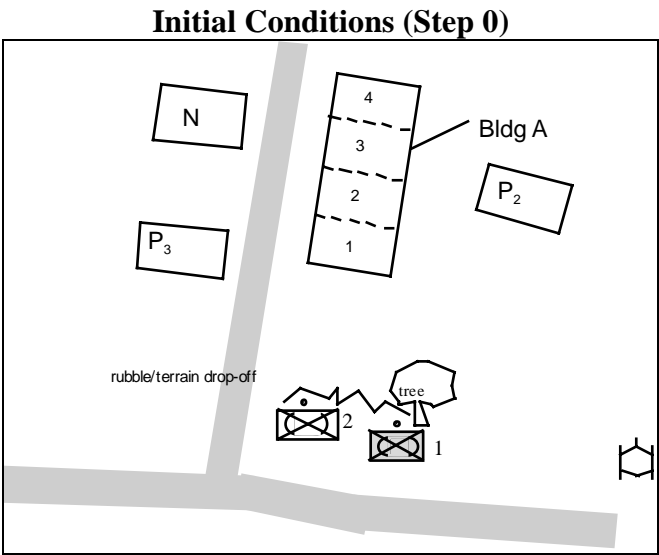 Initial Conditions (Step 0)
N
4
3
2
1
Bldg A
P2
P3
rubble/terrain drop-off
tree
2
1